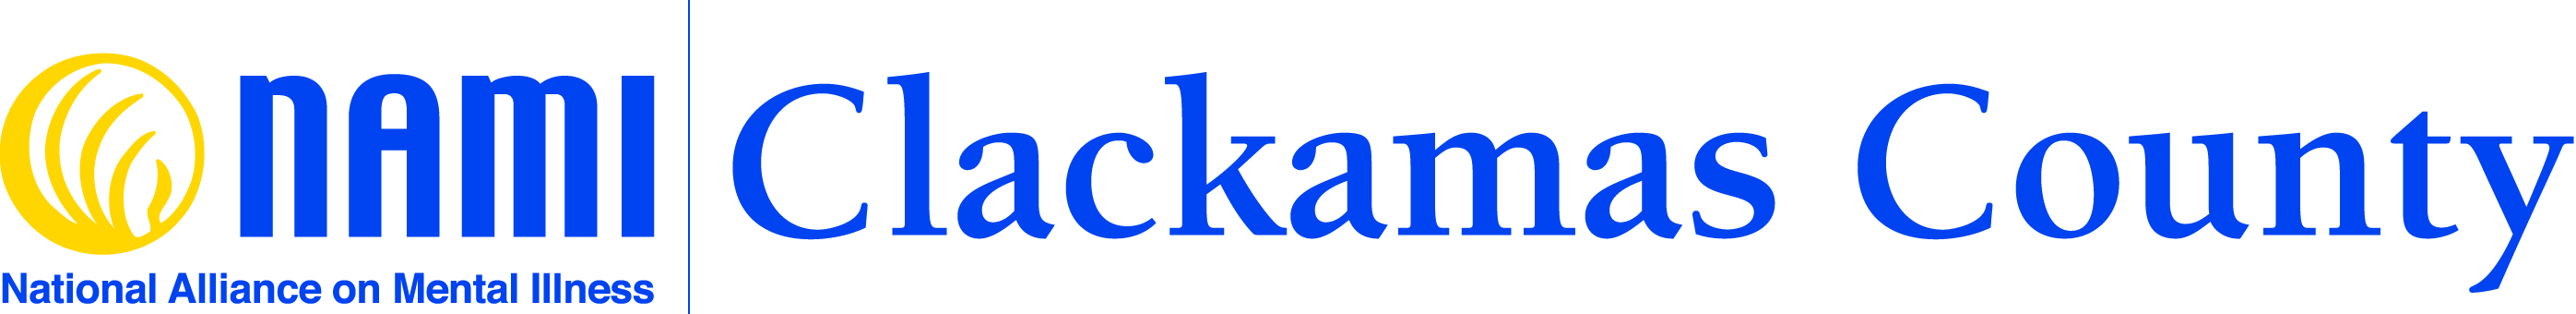 NAMI
National Alliance on Mental Illness
Clackamas County